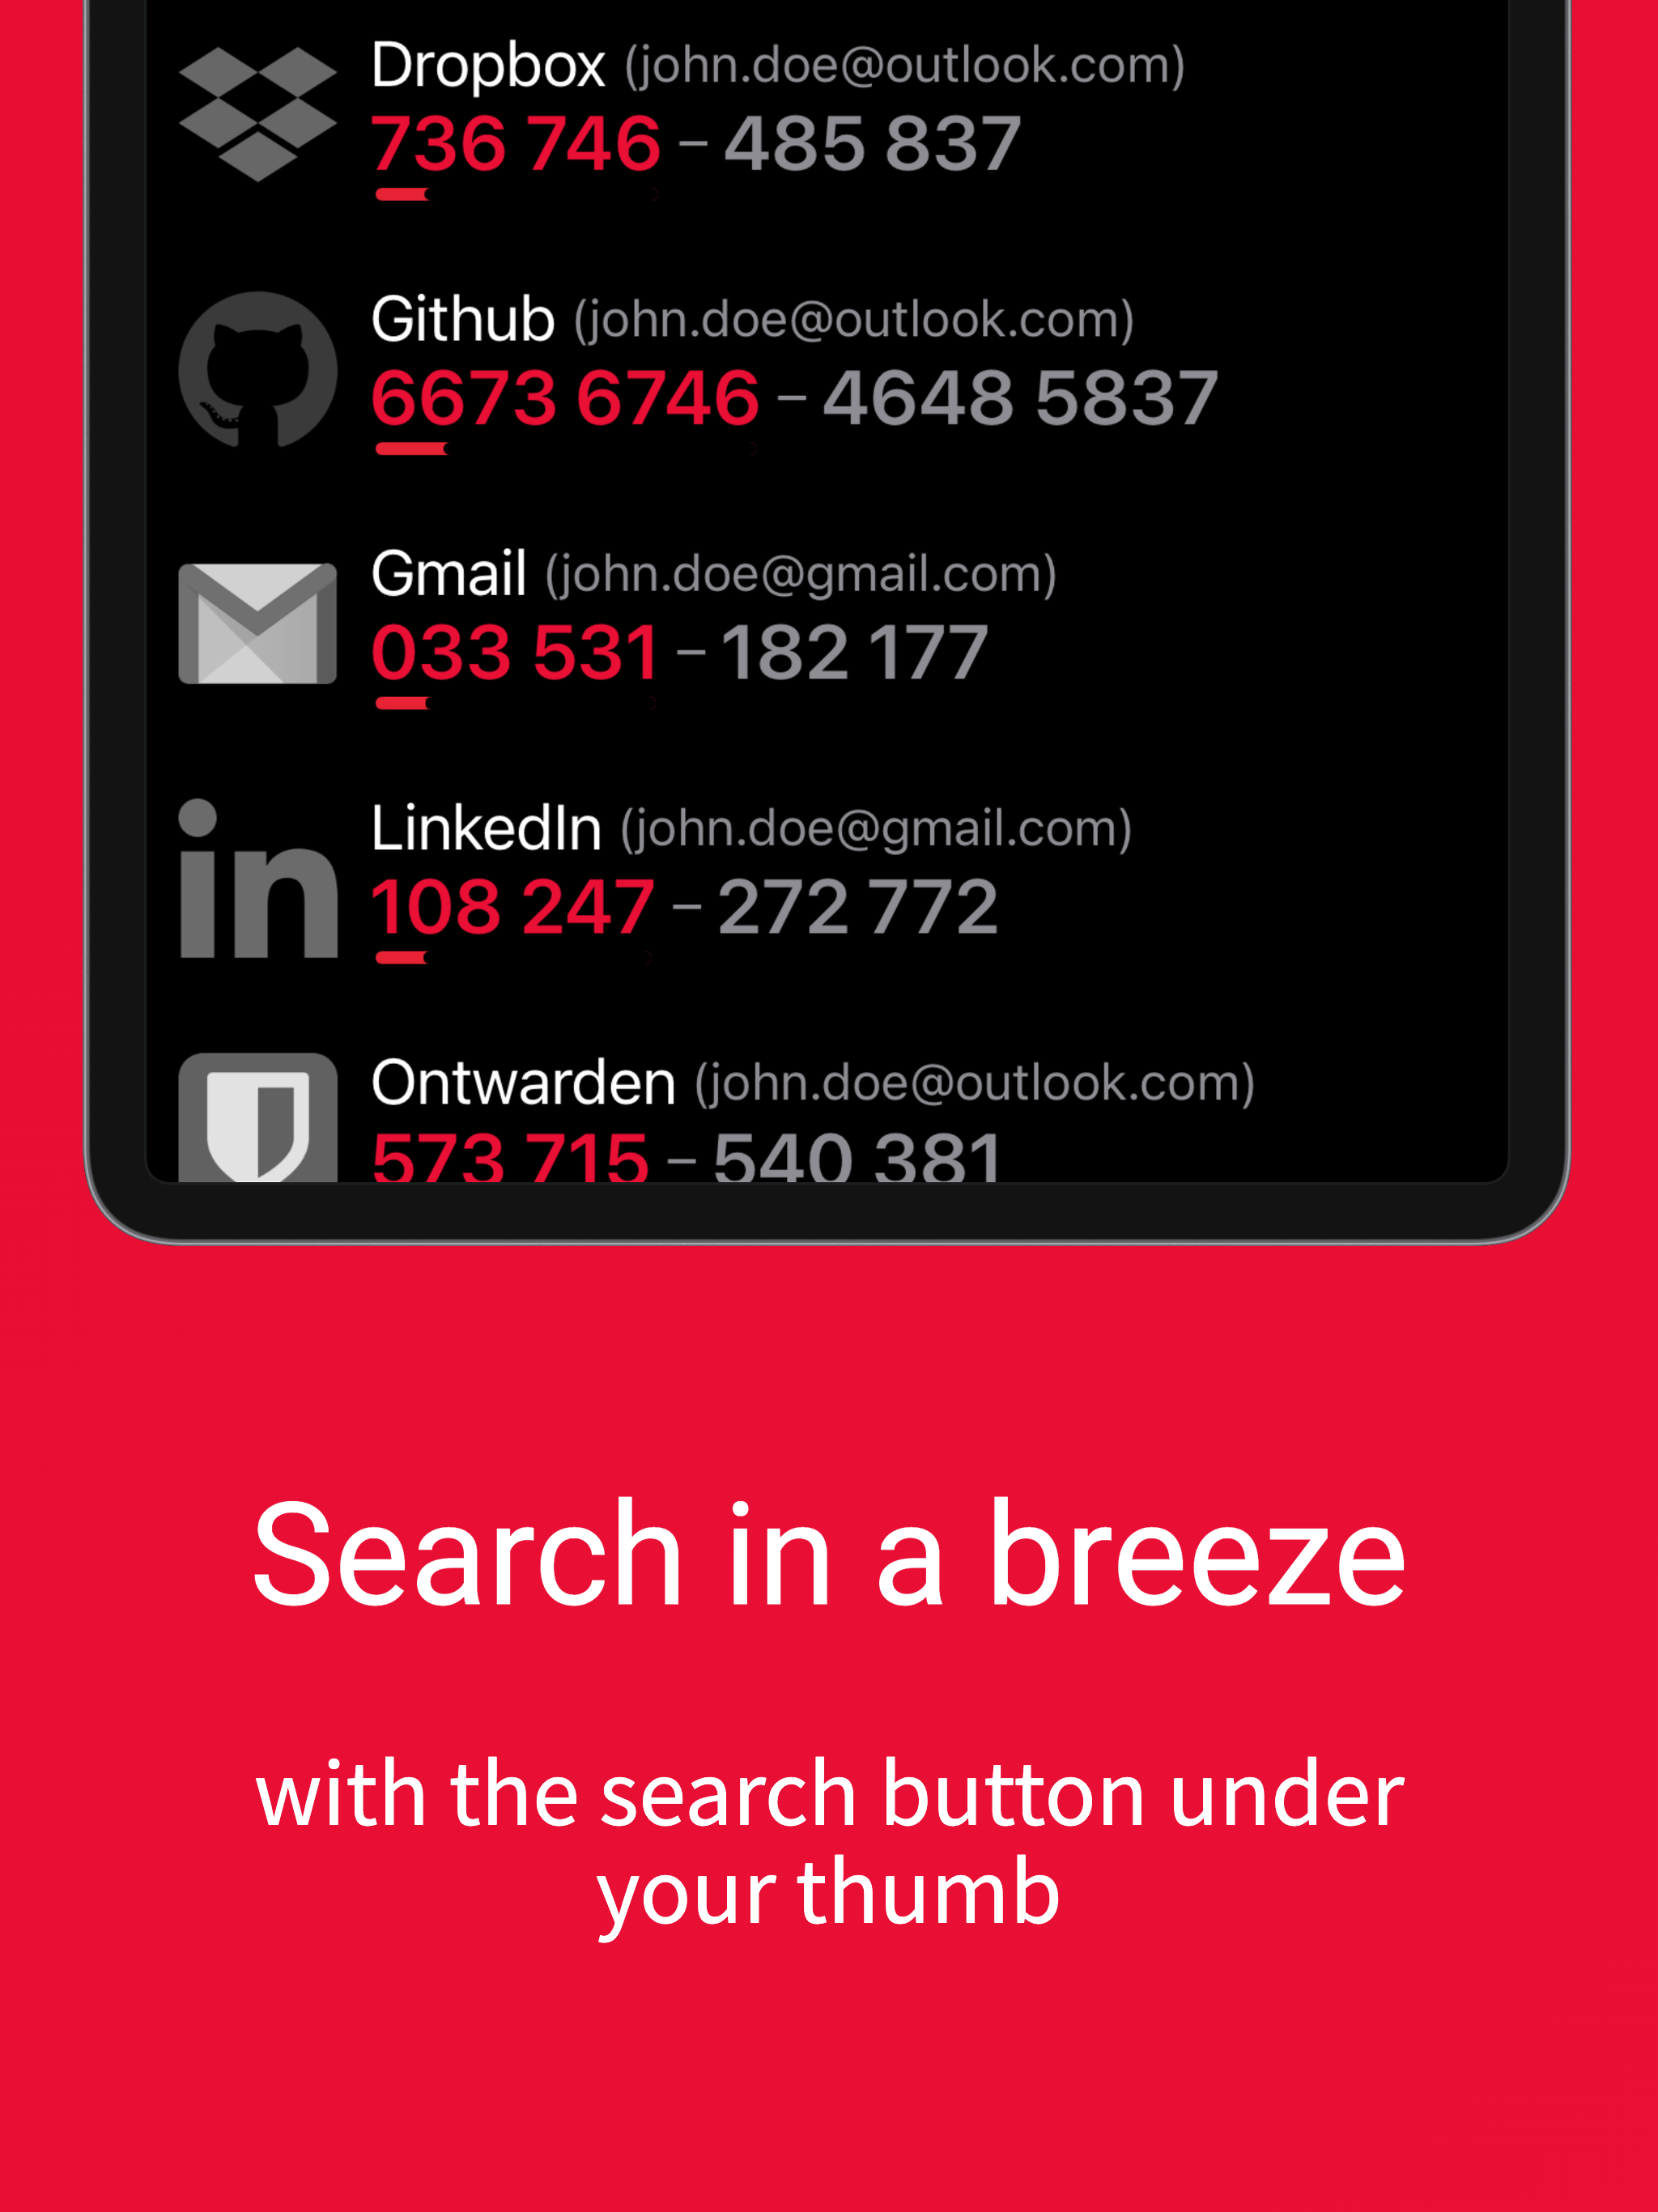 Dropbox (john.doe@outlook.com)
736 746 – 485 837
Github (john.doe@outlook.com)
6673 6746 – 4648 5837
Gmail (john.doe@gmail.com)
033 531 – 182 177
in
LinkedIn (john.doe@gmail.com)
108 247 – 272 772
Ontwarden (john.doe@outlook.com)
573 715 – 540 381
Search in a breeze
with the search button under
your thumb